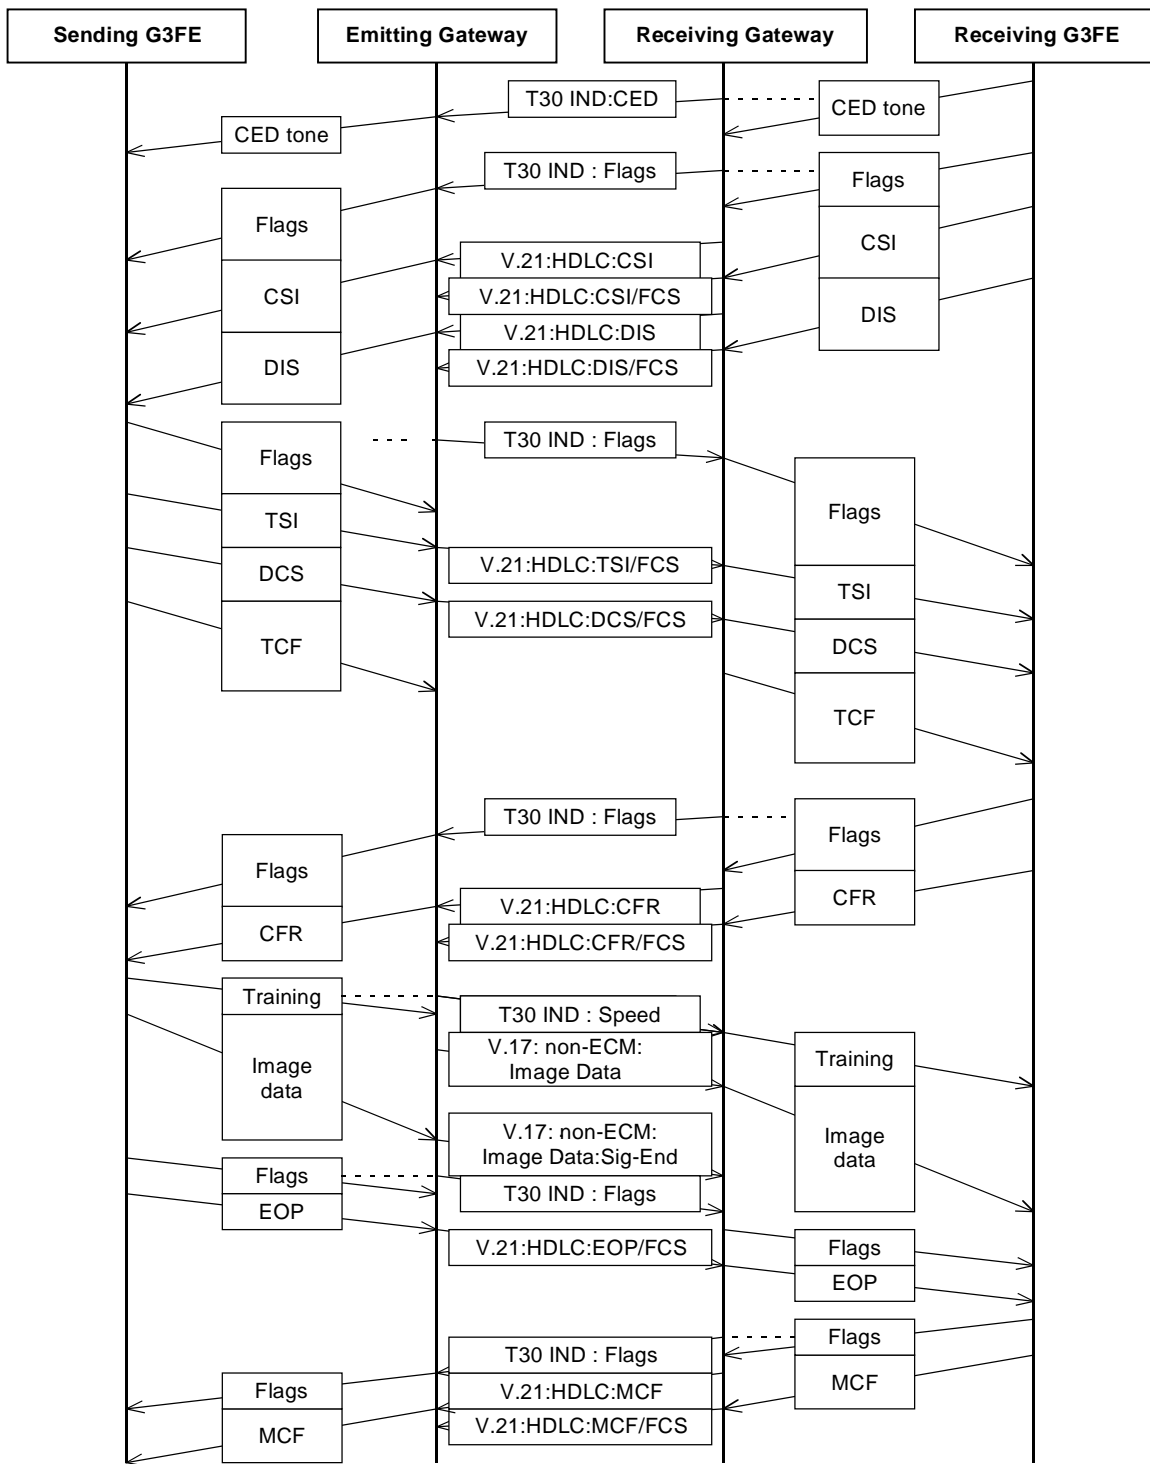 Sending G3FE
Emitting Gateway
Receiving Gateway
Receiving G3FE
T30 IND:CED
CED tone
CED tone
T30 IND : Flags
Flags
Flags
CSI
V.21:HDLC:CSI
CSI
V.21:HDLC:CSI/FCS
DIS
V.21:HDLC:DIS
DIS
V.21:HDLC:DIS/FCS
T30 IND : Flags
Flags
Flags
TSI
V.21:HDLC:TSI/FCS
DCS
TSI
V.21:HDLC:DCS/FCS
TCF
DCS
TCF
T30 IND : Flags
Flags
Flags
CFR
V.21:HDLC:CFR
CFR
V.21:HDLC:CFR/FCS
Training
T30 IND : Speed
V.17: non-ECM:
Image Data
Training
Image
data
V.17: non-ECM:
Image Data:Sig-End
Image
data
Flags
T30 IND : Flags
EOP
V.21:HDLC:EOP/FCS
Flags
EOP
Flags
T30 IND : Flags
MCF
Flags
V.21:HDLC:MCF
V.21:HDLC:MCF/FCS
MCF